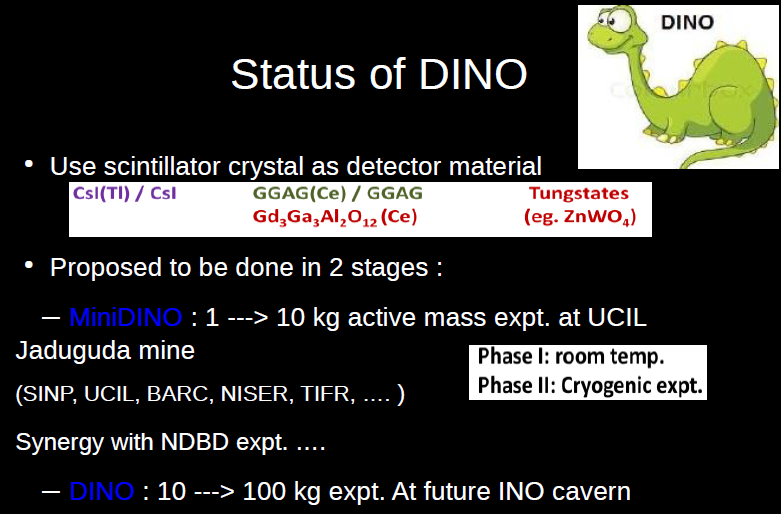 DINO
Status of DINO
• Use scintillator crystal as detector material
CsI(Tl) / CsI GGAG(Ce) / GGAG Tungstates
Gd₃Ga₃Al₂O₁₂ (Ce) (eg. ZnWO₄)
• Proposed to be done in 2 stages :
– MiniDINO : 1 ---> 10 kg active mass expt. at UCIL
Jaduguda mine
Phase I: room temp.
Phase II: Cryogenic expt.
(SINP, UCIL, BARC, NISER, TIFR, .... )
Synergy with NDBD expt. ....
– DINO : 10 ---> 100 kg expt. At future INO cavern